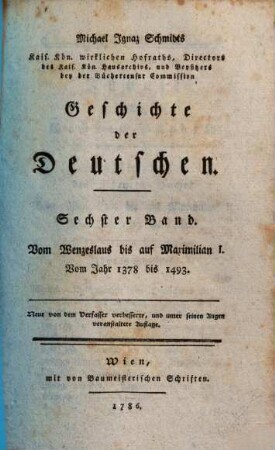 Michael Ignaz Schmidts
Kais. Kön. wirklichen Hofraths, Directors
des Kais. Kön. Hausarchivs, und Beysitzers
bey der Büchercensur Commission
Geschichte
der
Deutschen.
Sechster Band.
Vom Wenzeslaus bis auf Maximilian I.
Vom Jahr 1378 bis 1493.
Neue von dem Verfasser verbesserte, und unter seinen Augen
veranstaltete Auflage.
Wien,
mit von Baumeisterischen Schriften.
1786.